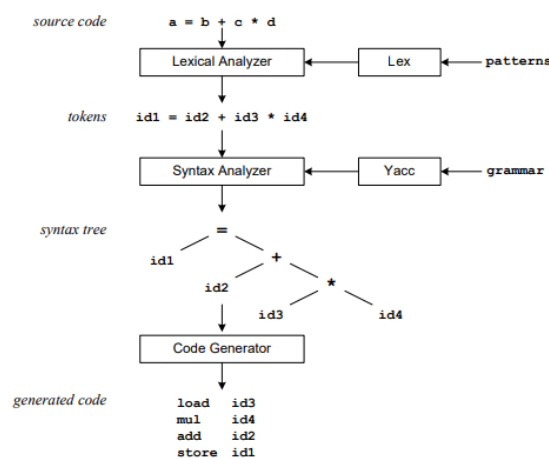 source code a = b + c * d
Lexical Analyzer Lex patterns
tokens id1 = id2 + id3 * id4
Syntax Analyzer Yacc grammar
syntax tree =
id1 +
id2 *
id3 id4
Code Generator
generated code load id3
mul id4
add id2
store id1